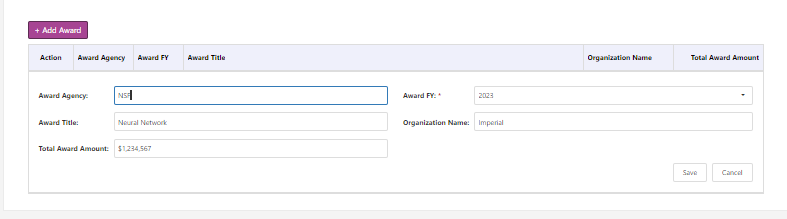 + Add Award
Action Award Agency Award FY Award Title Organization Name Total Award Amount
Award Agency: NSF Award FY: * 2023
Award Title: Neural Network Organization Name: Imperial
Total Award Amount: $1,234,567
Save Cancel